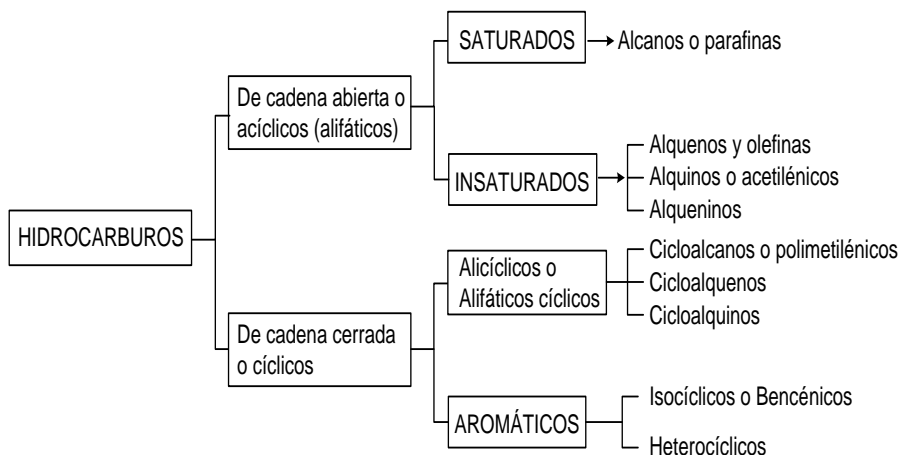 HIDROCARBUROS
De cadena abierta o
acíclicos (alifáticos)
SATURADOS
Alcanos o parafinas
INSATURADOS
Alquenos y olefinas
Alquinos o acetilénicos
Alqueninos
De cadena cerrada
o cíclicos
Alicíclicos o
Alifáticos cíclicos
Cicloalcanos o polimetilénicos
Cicloalquenos
Cicloalquinos
AROMÁTICOS
Isocíclicos o Bencénicos
Heterocíclicos